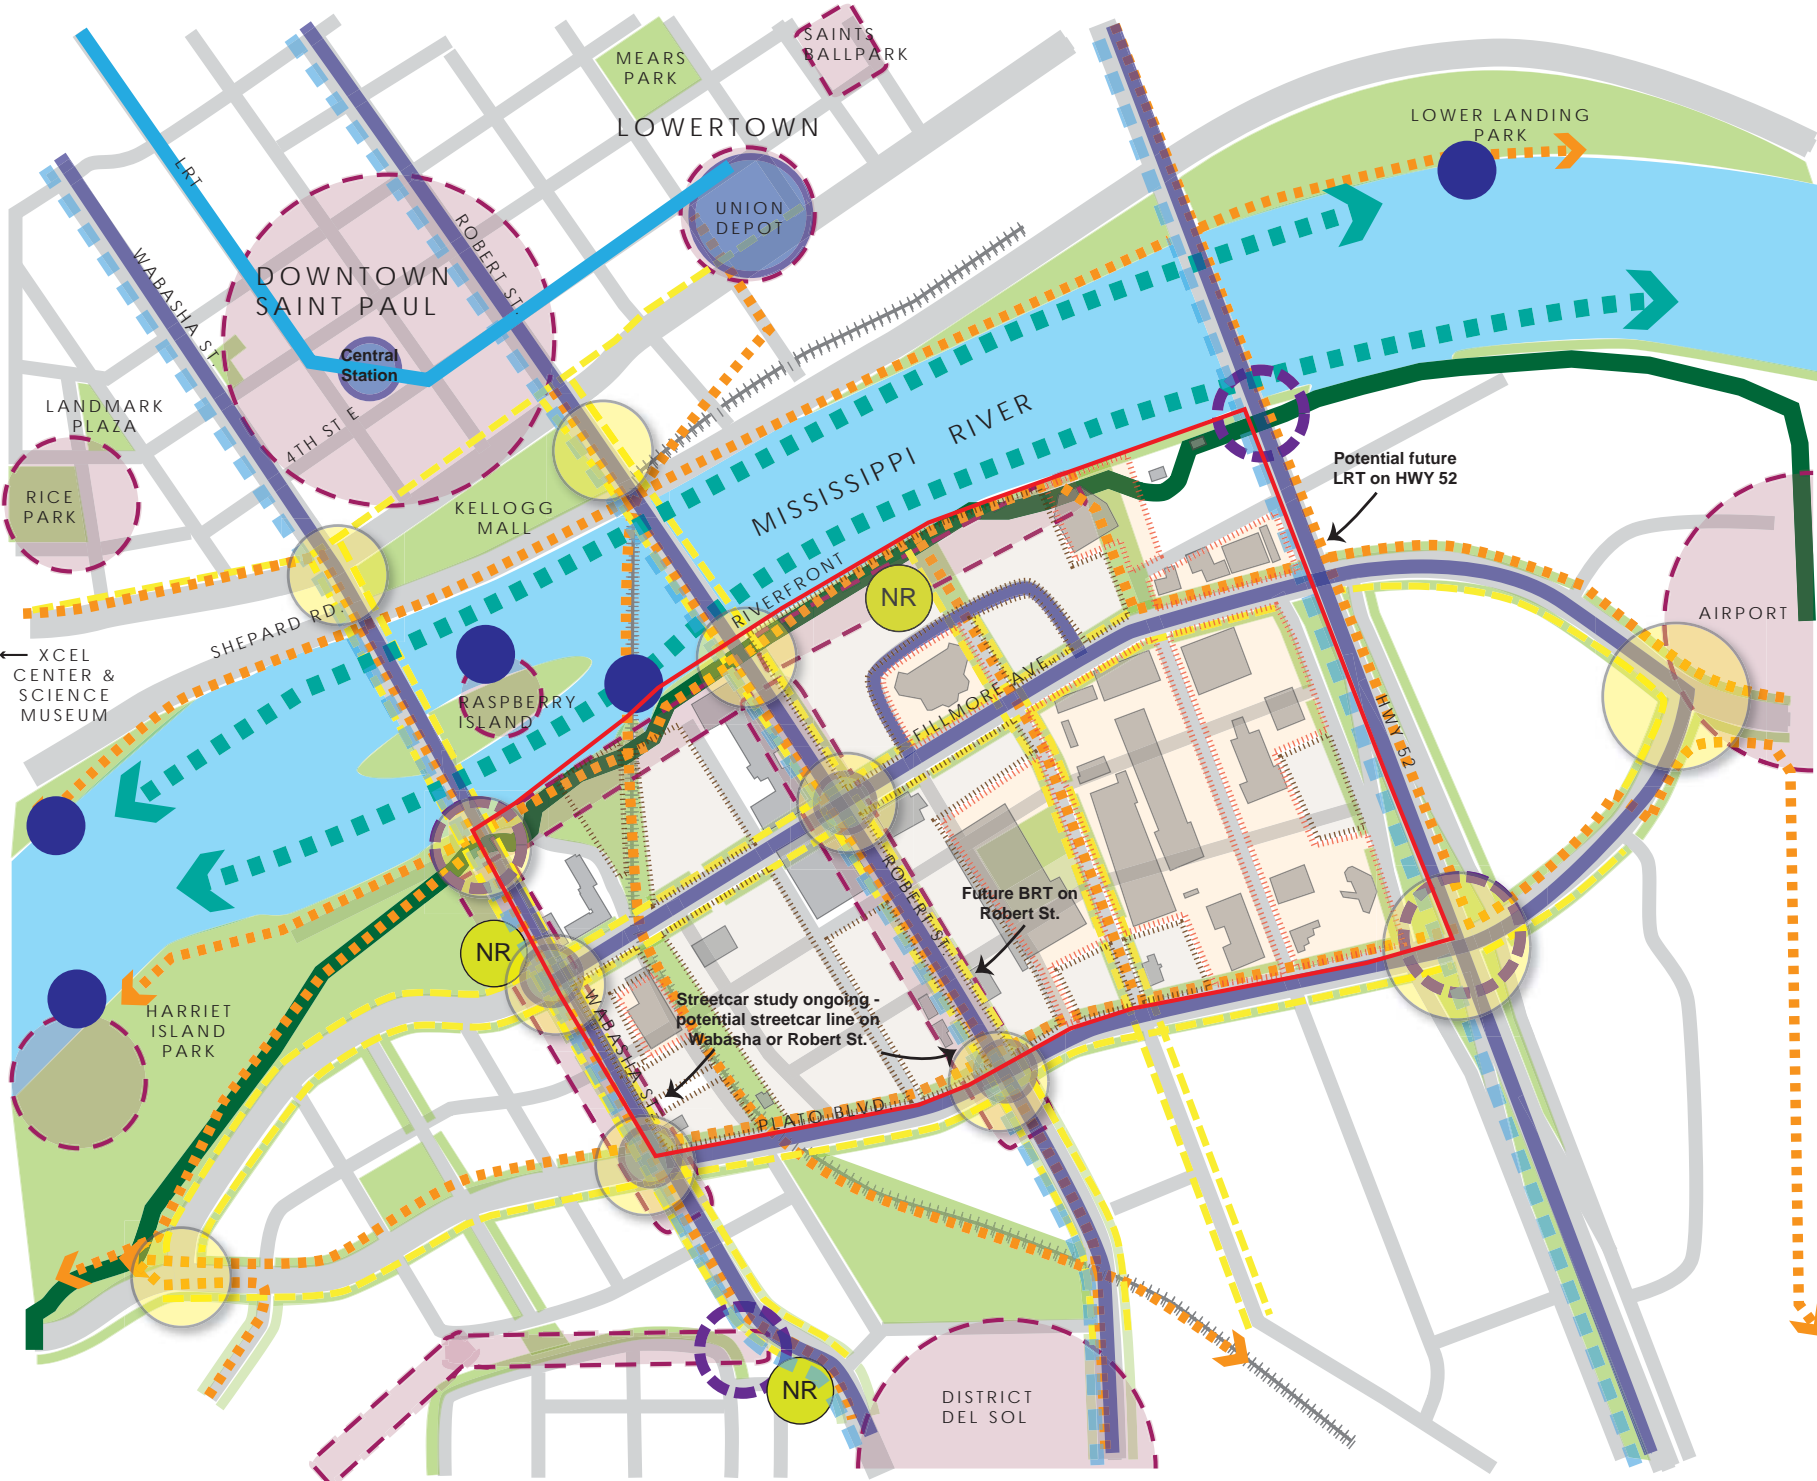 SAINTS
BALLPARK
MEARS
PARK
LOWERTOWN
LOWER LANDING
PARK
LRT
UNION
DEPOT
ROBERT ST.
WABASHA ST.
DOWNTOWN
SAINT PAUL
Central
Station
LANDMARK
PLAZA
4TH ST E
MISSISSIPPI RIVER
RICE
PARK
KELLOGG
MALL
Potential future
LRT on HWY 52
RIVERFRONT
NR
AIRPORT
SHEPARD RD.
XCEL
CENTER &
SCIENCE
MUSEUM
RASPBERRY
ISLAND
FILLMORE AVE
HWY 52
ROBERT ST
Future BRT on
Robert St.
NR
WABASHA ST
Streetcar study ongoing -
potential streetcar line on
Wabasha or Robert St.
HARRIET
ISLAND
PARK
PLATO BLVD
NR
DISTRICT
DEL SOL